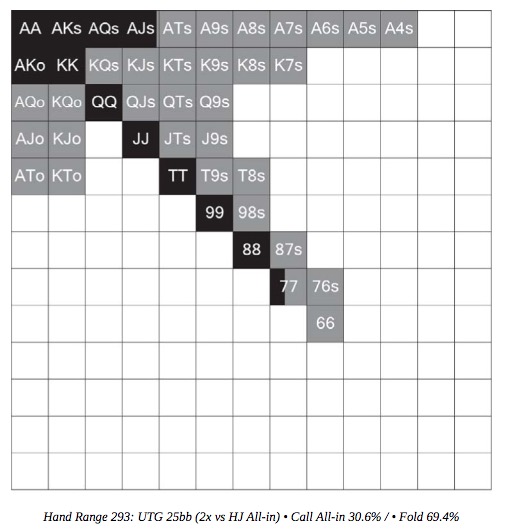 AA AKs AQs AJs ATs A9s A8s A7s A6s A5s A4s
AKo KK KQs KJs KTs K9s K8s K7s
AQo KQo QQ QJs QTs Q9s
AJo KJo JJ JTs J9s
ATo KTo TT T9s T8s
99 98s
88 87s
77 76s
66
Hand Range 293: UTG 25bb (2x vs HJ All-in) • Call All-in 30.6% / • Fold 69.4%